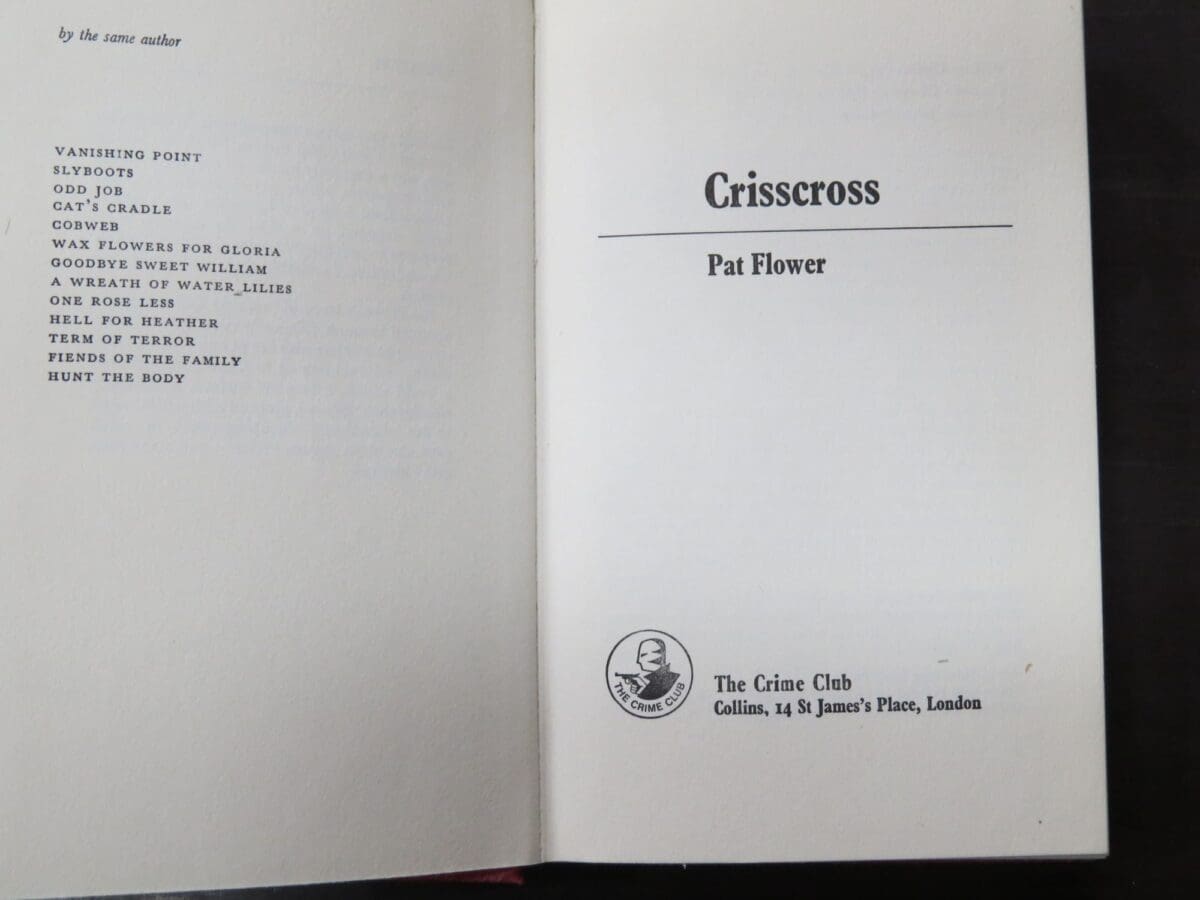 by the same author
VANISHING POINT
SLYBOOTS
ODD JOB
CAT'S CRADLE
COBWEB
WAX FLOWERS FOR GLORIA
GOODBYE SWEET WILLIAM
A WREATH OF WATER LILIES
ONE ROSE LESS
HELL FOR HEATHER
TERM OF TERROR
FIENDS OF THE FAMILY
HUNT THE BODY
Crisscross
Pat Flower
THE CRIME CLUB
The Crime Club
Collins, 14 St James's Place, London